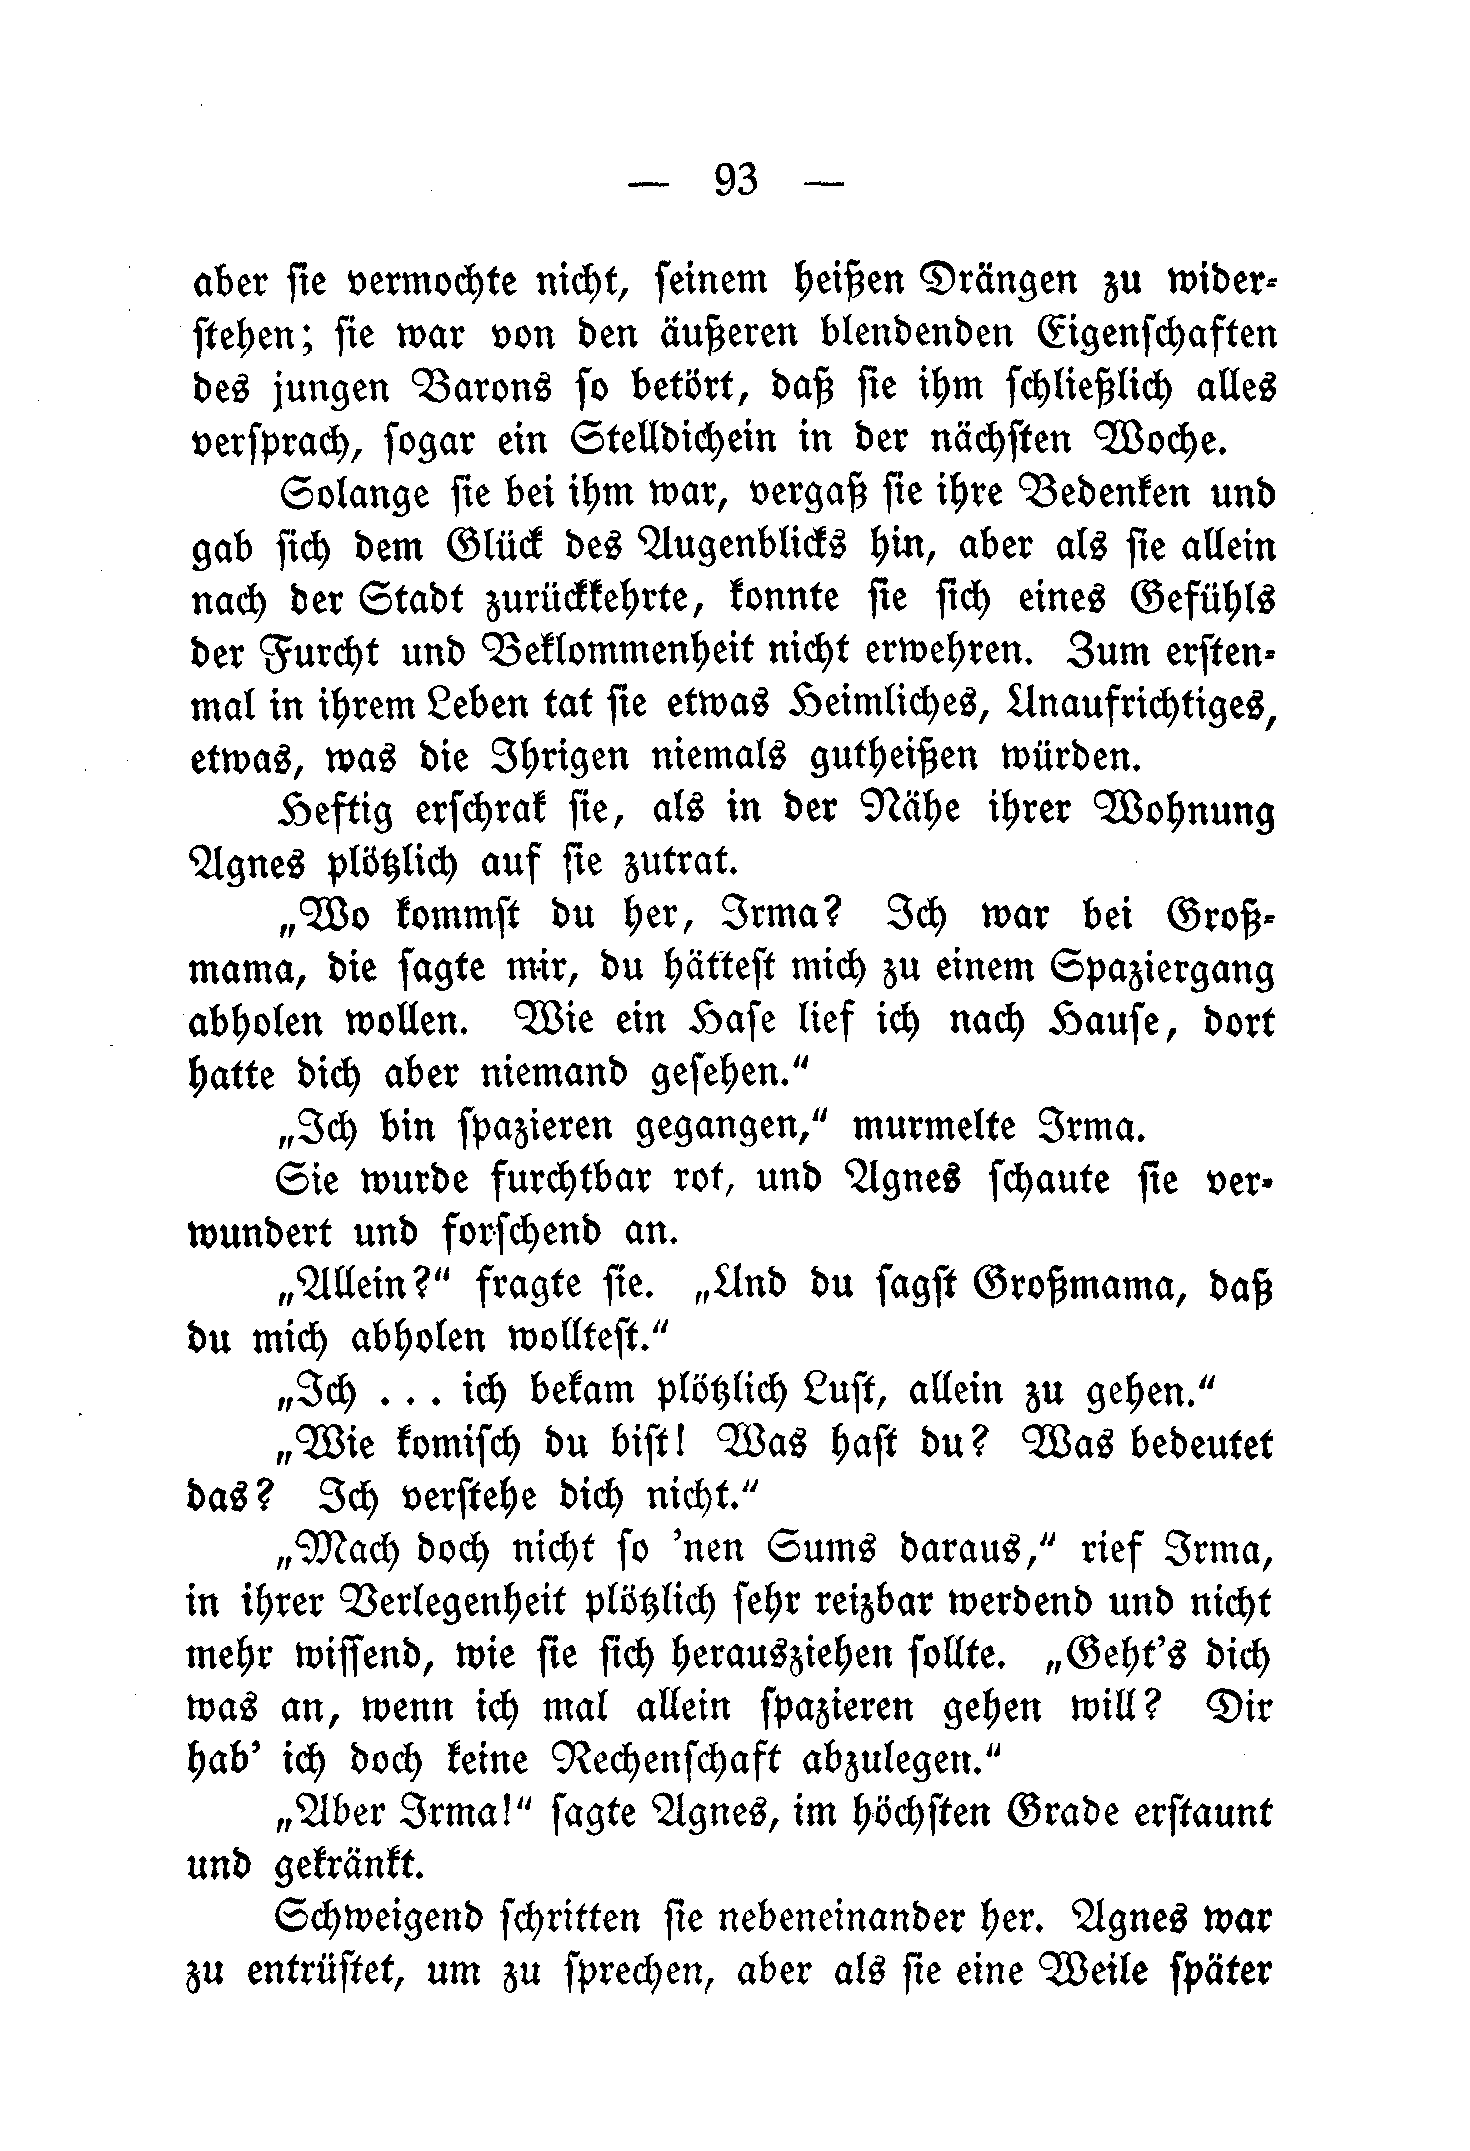 — 93 —
aber sie vermochte nicht, seinem heißen Drängen zu wider-
stehen; sie war von den äußeren blendenden Eigenschaften
des jungen Barons so betört, daß sie ihm schließlich alles
versprach, sogar ein Stelldichein in der nächsten Woche.
Solange sie bei ihm war, vergaß sie ihre Bedenken und
gab sich dem Glück des Augenblicks hin, aber als sie allein
nach der Stadt zurückkehrte, konnte sie sich eines Gefühls
der Furcht und Beklommenheit nicht erwehren. Zum ersten-
mal in ihrem Leben tat sie etwas Heimliches, Unaufrichtiges,
etwas, was die Ihrigen niemals gutheißen würden.
Heftig erschrak sie, als in der Nähe ihrer Wohnung
Agnes plötzlich auf sie zutrat.
„Wo kommst du her, Irma? Ich war bei Groß-
mama, die sagte mir, du hättest mich zu einem Spaziergang
abholen wollen. Wie ein Hase lief ich nach Hause, dort
hatte dich aber niemand gesehen.“
„Ich bin spazieren gegangen,“ murmelte Irma.
Sie wurde furchtbar rot, und Agnes schaute sie ver-
wundert und forschend an.
„Allein?“ fragte sie. „Und du sagst Großmama, daß
du mich abholen wolltest.“
„Ich . . . ich bekam plötzlich Lust, allein zu gehen.“
„Wie komisch du bist! Was hast du? Was bedeutet
das? Ich verstehe dich nicht.“
„Mach doch nicht so ’nen Sums daraus,“ rief Irma,
in ihrer Verlegenheit plötzlich sehr reizbar werdend und nicht
mehr wissend, wie sie sich herausziehen sollte. „Geht’s dich
was an, wenn ich mal allein spazieren gehen will? Dir
hab’ ich doch keine Rechenschaft abzulegen.“
„Aber Irma!“ sagte Agnes, im höchsten Grade erstaunt
und gekränkt.
Schweigend schritten sie nebeneinander her. Agnes war
zu entrüstet, um zu sprechen, aber als sie eine Weile später